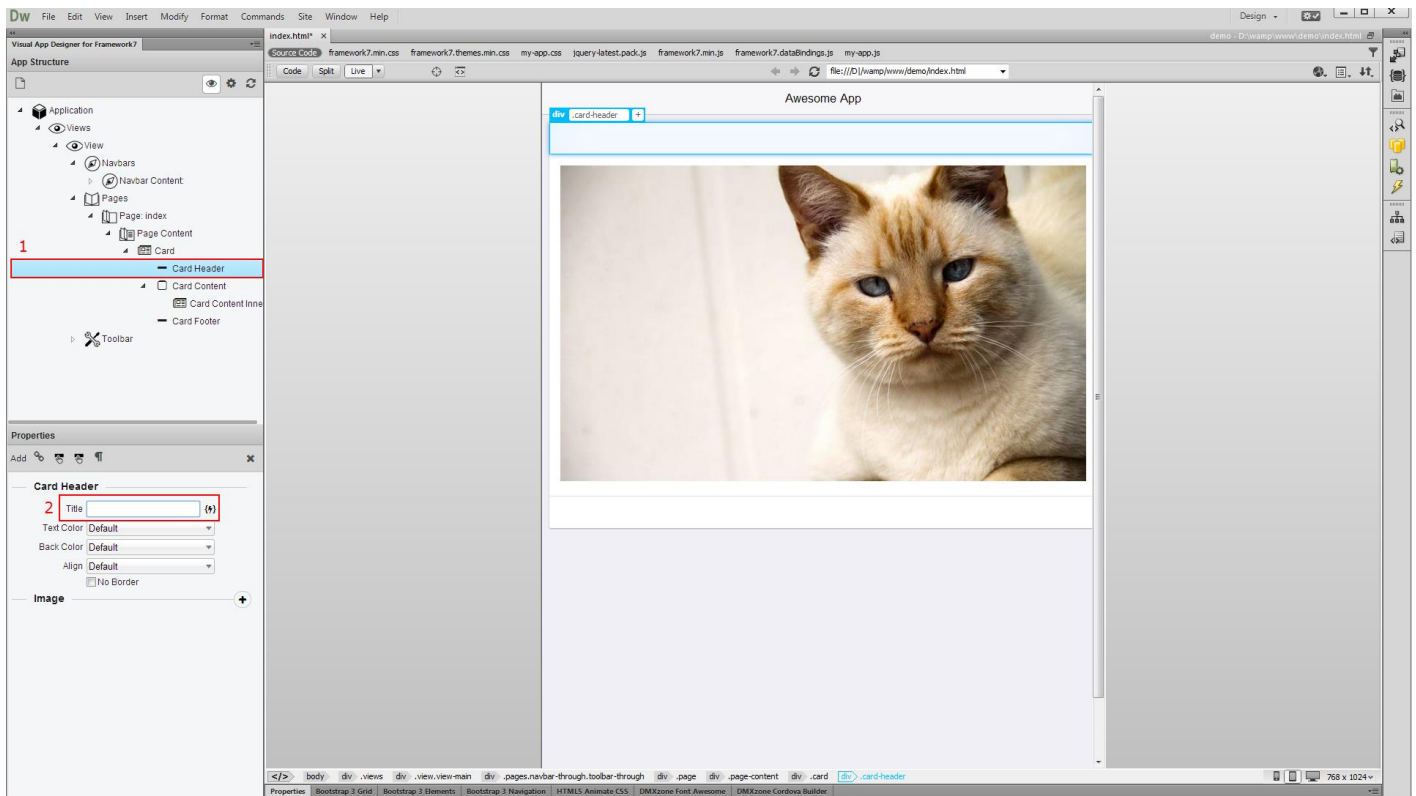 Dw File Edit View Insert Modify Format Commands Site Window Help Design
Visual App Designer for Framework7
index.html* ×
demo - D:\wamp\www\demo\index.html
App Structure
Source Code framework7.min.css framework7.themes.min.css my-app.css jquery-latest.pack.js framework7.min.js framework7.dataBindings.js my-app.js
Code Split Live
file:///D|/wamp/www/demo/index.html
Application
Views
View
Navbars
Navbar Content
Pages
Page: index
Page Content
1
Card
Card Header
Card Content
Card Content Inne
Card Footer
Toolbar
Awesome App
div .card-header +
Properties
Add
Card Header
2 Title
Text Color Default
Back Color Default
Align Default
No Border
Image
</> body div .views div .view.view-main div .pages.navbar-through.toolbar-through div .page div .page-content div .card div .card-header
768 x 1024
Properties Bootstrap 3 Grid Bootstrap 3 Elements Bootstrap 3 Navigation HTML5 Animate CSS DMXzone Font Awesome DMXzone Cordova Builder